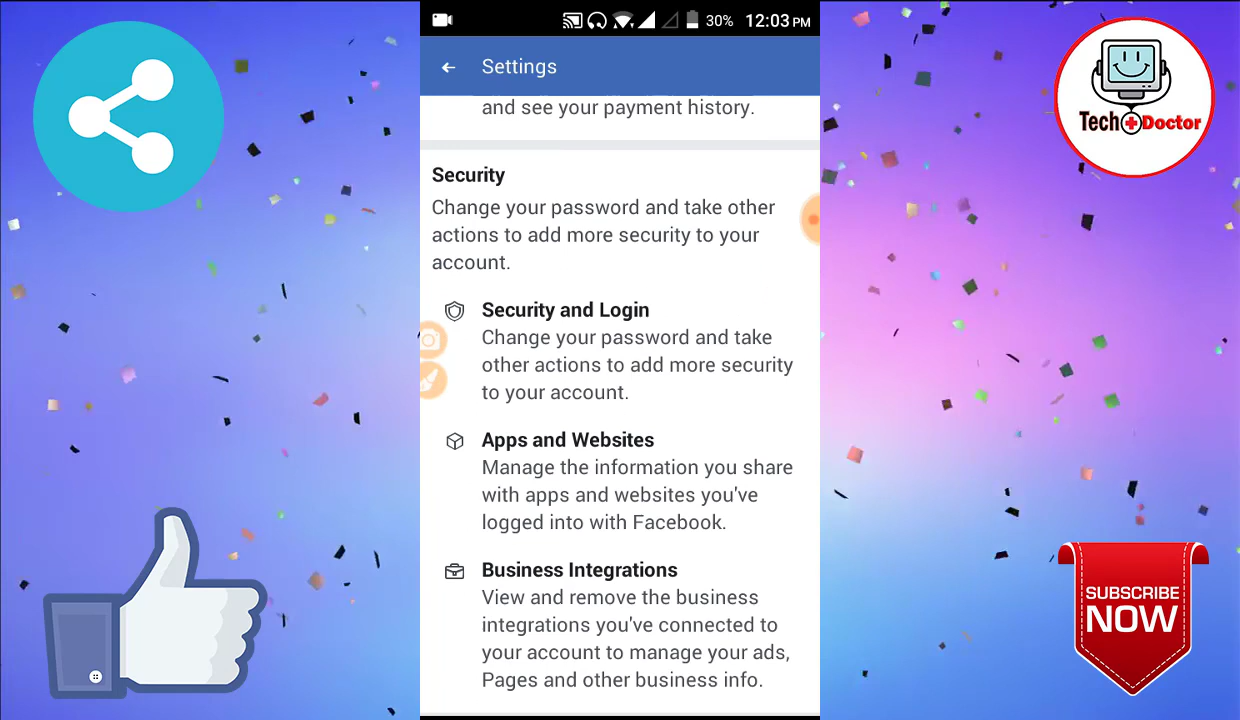 30% 12:03 PM
Settings
and see your payment history.
Security
Change your password and take other
actions to add more security to your
account.
Security and Login
Change your password and take
other actions to add more security
to your account.
Apps and Websites
Manage the information you share
with apps and websites you've
logged into with Facebook.
Business Integrations
View and remove the business
integrations you've connected to
your account to manage your ads,
Pages and other business info.
Tech Doctor
SUBSCRIBE
NOW